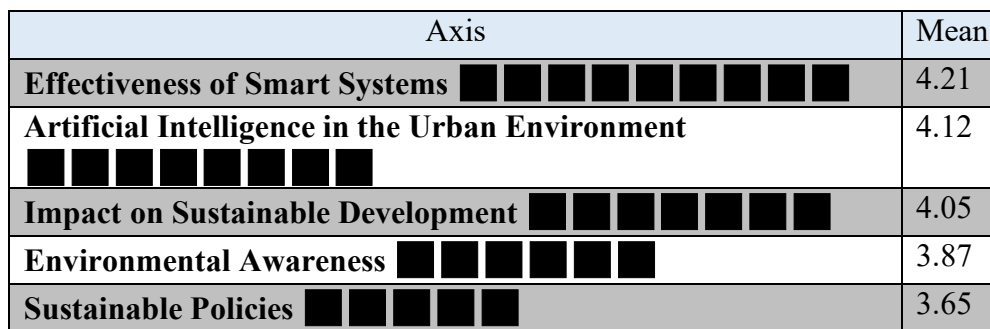 Axis Mean
Effectiveness of Smart Systems 4.21
Artificial Intelligence in the Urban Environment 4.12
Impact on Sustainable Development 4.05
Environmental Awareness 3.87
Sustainable Policies 3.65